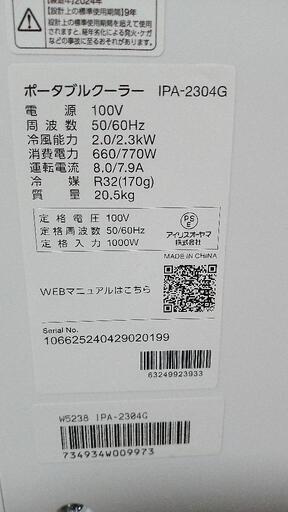 【製造年】2024年
【設計上の標準使用期間】9年
設計上の標準使用期間を超えて使用
されますと、経年劣化による発火・ケガ
などの事故に至るおそれがあります。
ポータブルクーラー IPA-2304G
電源 100V
周波数 50/60Hz
冷風能力 2.0/2.3kW
消費電力 660/770W
運転電流 8.0/7.9A
冷媒 R32(170g)
質量 20.5kg
定格電圧 100V
定格周波数 50/60Hz
定格入力 1000W
PSE
アイリスオーヤマ
株式会社
MADE IN CHINA
WEBマニュアルはこちら
Serial No.
106625240429020199
63249923933
W5238 IPA-2304G
734934W009973